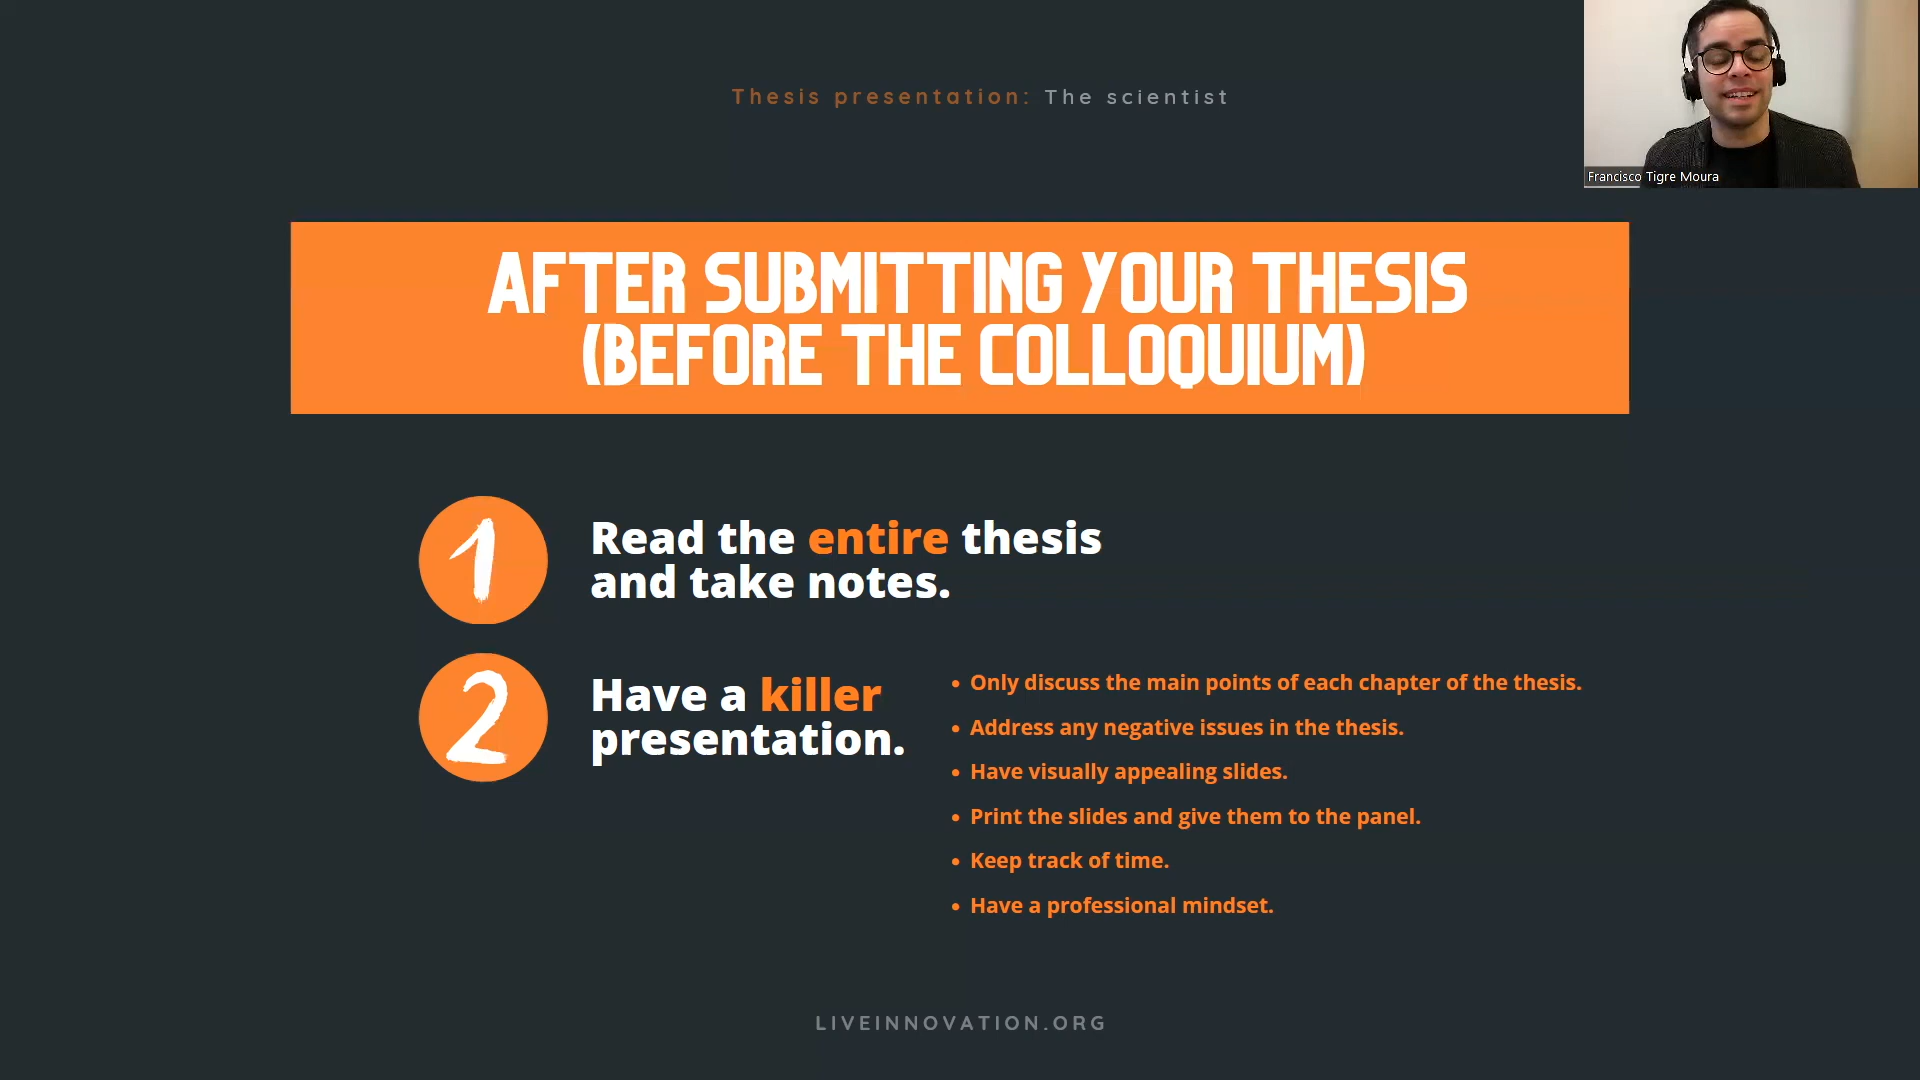 Thesis presentation: The scientist
Francisco Tigre Moura
AFTER SUBMITTING YOUR THESIS
(BEFORE THE COLLOQUIUM)
1
Read the entire thesis
and take notes.
2
Have a killer
presentation.
• Only discuss the main points of each chapter of the thesis.
• Address any negative issues in the thesis.
• Have visually appealing slides.
• Print the slides and give them to the panel.
• Keep track of time.
• Have a professional mindset.
LIVEINNOVATION.ORG